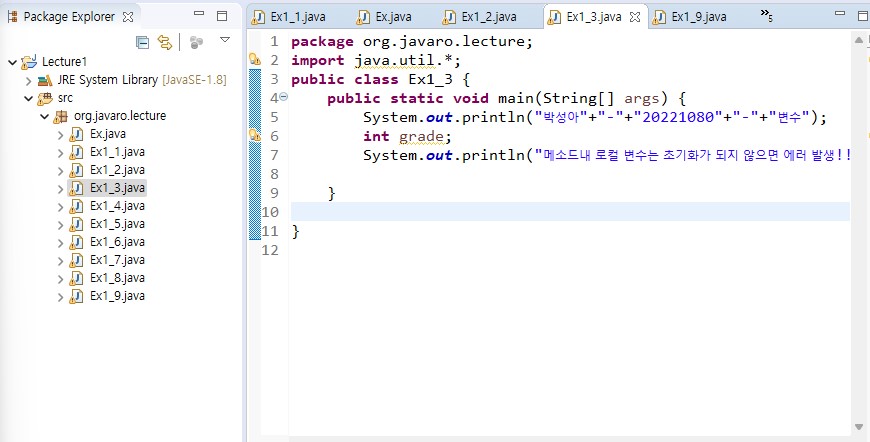 Package Explorer
Lecture1
JRE System Library [JavaSE-1.8]
src
org.javaro.lecture
Ex.java
Ex1_1.java
Ex1_2.java
Ex1_3.java
Ex1_4.java
Ex1_5.java
Ex1_6.java
Ex1_7.java
Ex1_8.java
Ex1_9.java
Ex1_1.java Ex.java Ex1_2.java Ex1_3.java Ex1_9.java »5
1 package org.javaro.lecture;
2 import java.util.*;
3 public class Ex1_3 {
4 public static void main(String[] args) {
5 System.out.println("박성아"+"-"+"20221080"+"-"+"변수");
6 int grade;
7 System.out.println("메소드내 로컬 변수는 초기화가 되지 않으면 에러 발생!!
8
9 }
10
11 }
12